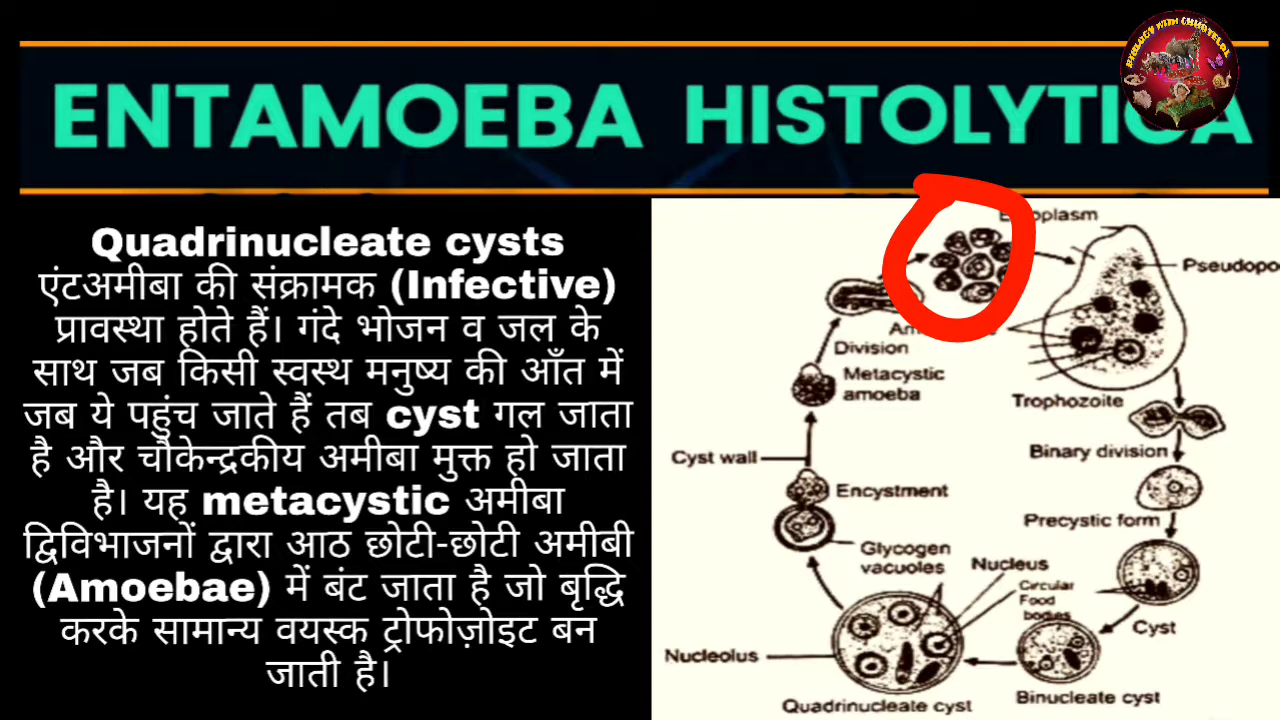 ENTAMOEBA HISTOLYTICA
Quadrinucleate cysts
एंटअमीबा की संक्रामक (Infective)
प्रावस्था होते हैं। गंदे भोजन व जल के
साथ जब किसी स्वस्थ मनुष्य की आँत में
जब ये पहुंच जाते हैं तब cyst गल जाता
है और चौकेन्द्रकीय अमीबा मुक्त हो जाता
है। यह metacystic अमीबा
द्विविभाजनों द्वारा आठ छोटी-छोटी अमीबी
(Amoebae) में बंट जाता है जो बृद्धि
करके सामान्य वयस्क ट्रोफोज़ोइट बन
जाती है।
Pseudopo
Division
Metacystic
amoeba
Trophozoite
Binary division
Cyst wall
Encystment
Precystic form
Glycogen
vacuoles
Nucleus
Circular
Food
bodies
Cyst
Nucleolus
Quadrinucleate cyst
Binucleate cyst